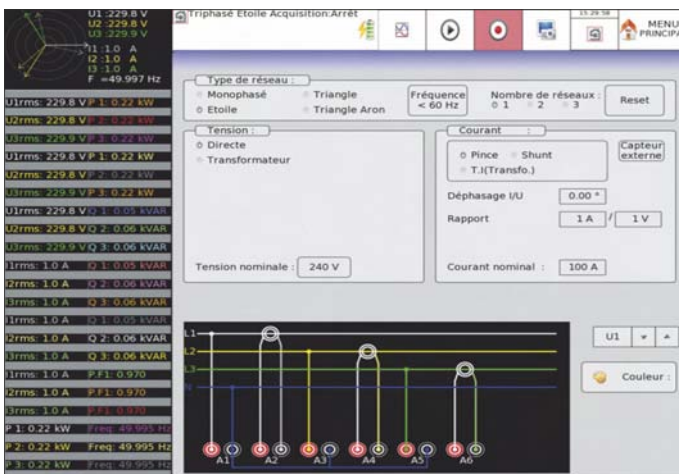 U1 :229.8 V
U2 :229.8 V
U3 :229.9 V
I1 :1.0 A
I2 :1.0 A
I3 :1.0 A
F =49.997 Hz
Triphasé Etoile Acquisition:Arrêt
15:29:58
MENU
PRINCIPA
U1rms: 229.8 V P 1: 0.22 kW
U2rms: 229.8 V P 2: 0.22 kW
U3rms: 229.9 V P 3: 0.22 kW
U1rms: 229.8 V P 1: 0.22 kW
U2rms: 229.8 V P 2: 0.22 kW
U3rms: 229.9 V P 3: 0.22 kW
U1rms: 229.8 V Q 1: 0.05 kVAR
U2rms: 229.8 V Q 2: 0.06 kVAR
U3rms: 229.9 V Q 3: 0.06 kVAR
I1rms: 1.0 A Q 1: 0.05 kVAR
I2rms: 1.0 A Q 2: 0.06 kVAR
I3rms: 1.0 A Q 3: 0.06 kVAR
I1rms: 1.0 A Q 1: 0.05 kVAR
I2rms: 1.0 A Q 2: 0.06 kVAR
I3rms: 1.0 A Q 3: 0.06 kVAR
I1rms: 1.0 A P.F1: 0.970
I2rms: 1.0 A P.F1: 0.970
I3rms: 1.0 A P.F1: 0.970
P 1: 0.22 kW Freq: 49.995 Hz
P 2: 0.22 kW Freq: 49.995 Hz
P 3: 0.22 kW Freq: 49.995 Hz
Type de réseau :
Monophasé Triangle
Etoile Triangle Aron
Fréquence
< 60 Hz
Nombre de réseaux :
1 2 3
Reset
Tension :
Directe
Transformateur
Tension nominale : 240 V
Courant :
Pince Shunt
T.I(Transfo.)
Capteur
externe
Déphasage I/U 0.00 °
Rapport 1 A / 1 V
Courant nominal : 100 A
L1
L2
L3
N
A1 A2 A3 A4 A5 A6
U1
Couleur :